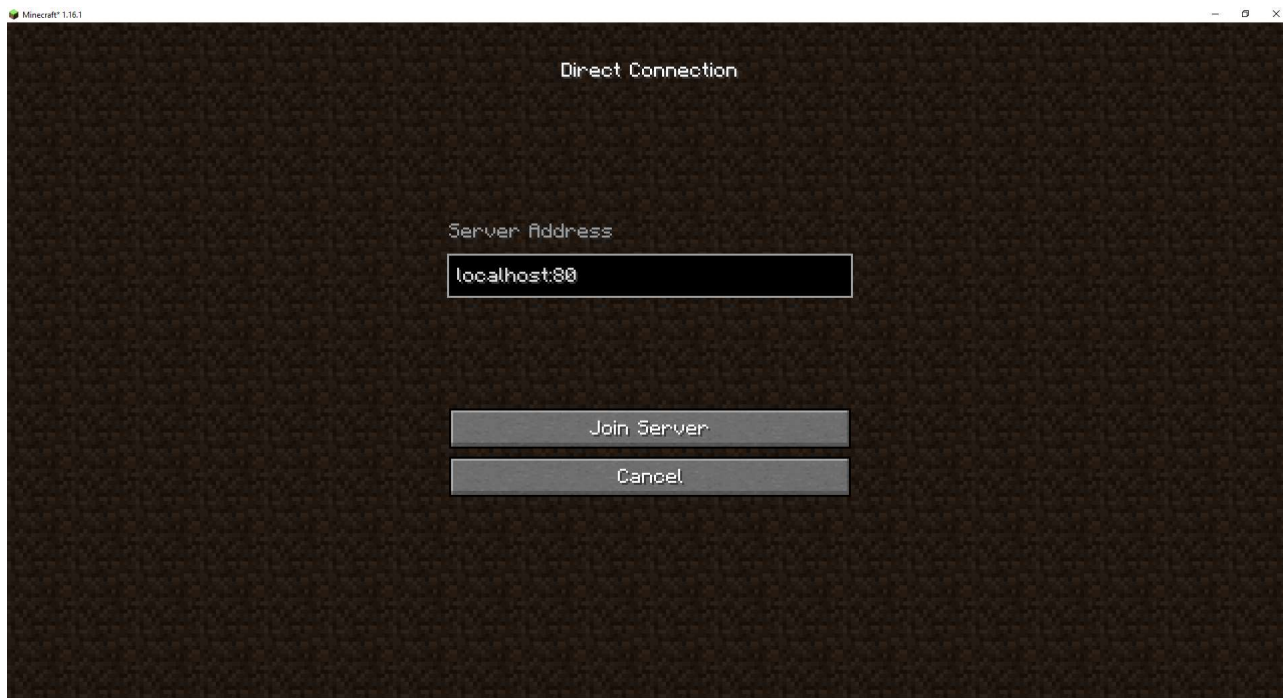 Minecraft* 1.16.1
Direct Connection
Server Address
localhost:80
Join Server
Cancel